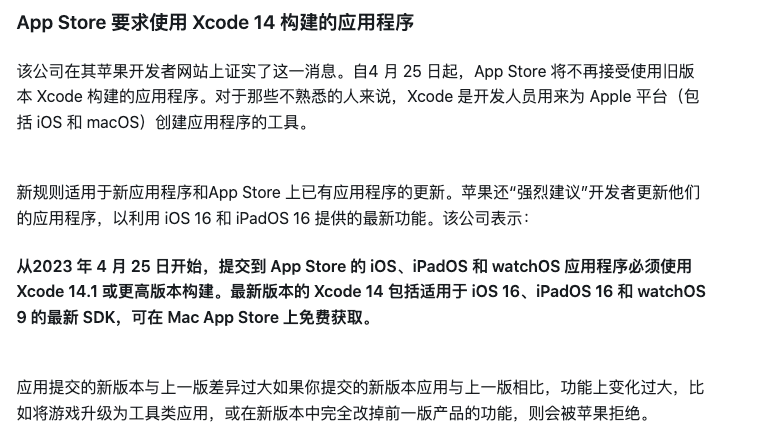 App Store 要求使用 Xcode 14 构建的应用程序
该公司在其苹果开发者网站上证实了这一消息。自4 月 25 日起，App Store 将不再接受使用旧版
本 Xcode 构建的应用程序。对于那些不熟悉的人来说，Xcode 是开发人员用来为 Apple 平台（包
括 iOS 和 macOS）创建应用程序的工具。
新规则适用于新应用程序和App Store 上已有应用程序的更新。苹果还“强烈建议”开发者更新他们
的应用程序，以利用 iOS 16 和 iPadOS 16 提供的最新功能。该公司表示：
从2023 年 4 月 25 日开始，提交到 App Store 的 iOS、iPadOS 和 watchOS 应用程序必须使用
Xcode 14.1 或更高版本构建。最新版本的 Xcode 14 包括适用于 iOS 16、iPadOS 16 和 watchOS
9 的最新 SDK，可在 Mac App Store 上免费获取。
应用提交的新版本与上一版差异过大如果你提交的新版本应用与上一版相比，功能上变化过大，比
如将游戏升级为工具类应用，或在新版本中完全改掉前一版产品的功能，则会被苹果拒绝。